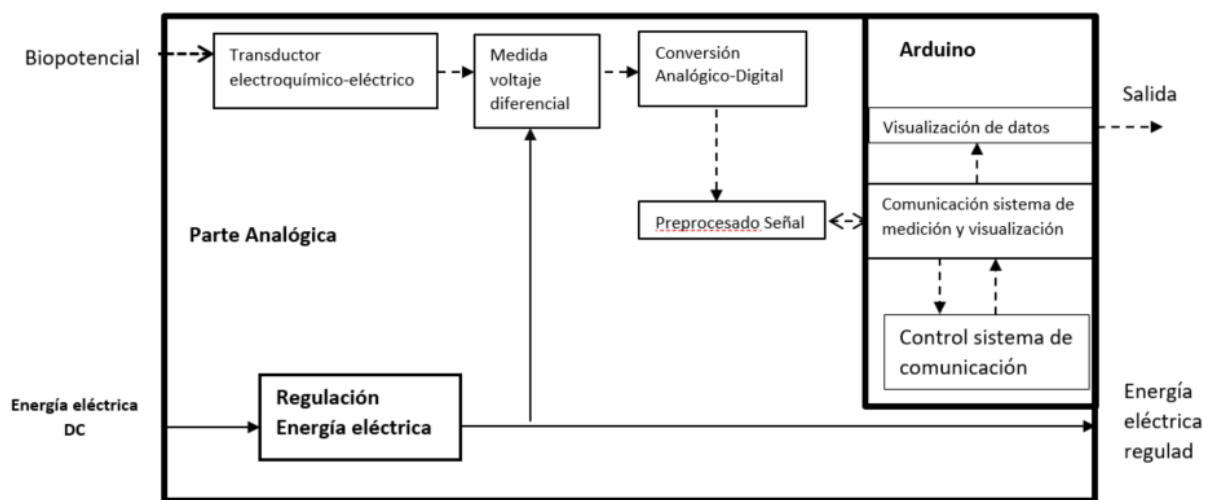 Biopotencial
Transductor
electroquímico-eléctrico
Medida
voltaje
diferencial
Conversión
Analógico-Digital
Arduino
Salida
Visualización de datos
Preprocesado Señal
Comunicación sistema de
medición y visualización
Parte Analógica
Control sistema de
comunicación
Energía eléctrica
DC
Regulación
Energía eléctrica
Energía
eléctrica
regulad